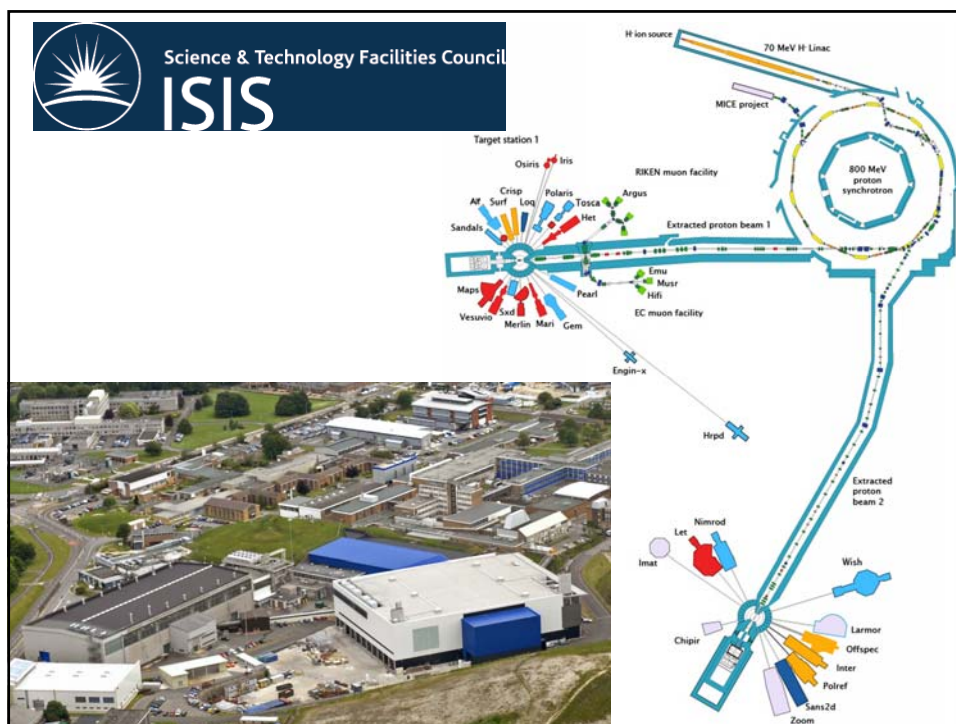 Science & Technology Facilities Council
ISIS
H⁻ ion source
70 MeV H⁻ Linac
MICE project
800 MeV
proton
synchrotron
Target station 1
Osiris
Iris
RIKEN muon facility
Crisp
Polaris
Argus
Surf
Loq
Tosca
Alf
Het
Sandals
Extracted proton beam 1
Emu
Musr
Hifi
Maps
Pearl
Vesuvio
Sxd
Merlin
Mari
Gem
EC muon facility
Engin-x
Hrpd
Extracted
proton
beam 2
Nimrod
Let
Imat
Wish
Chipir
Larmor
Offspec
Inter
Polref
Sans2d
Zoom